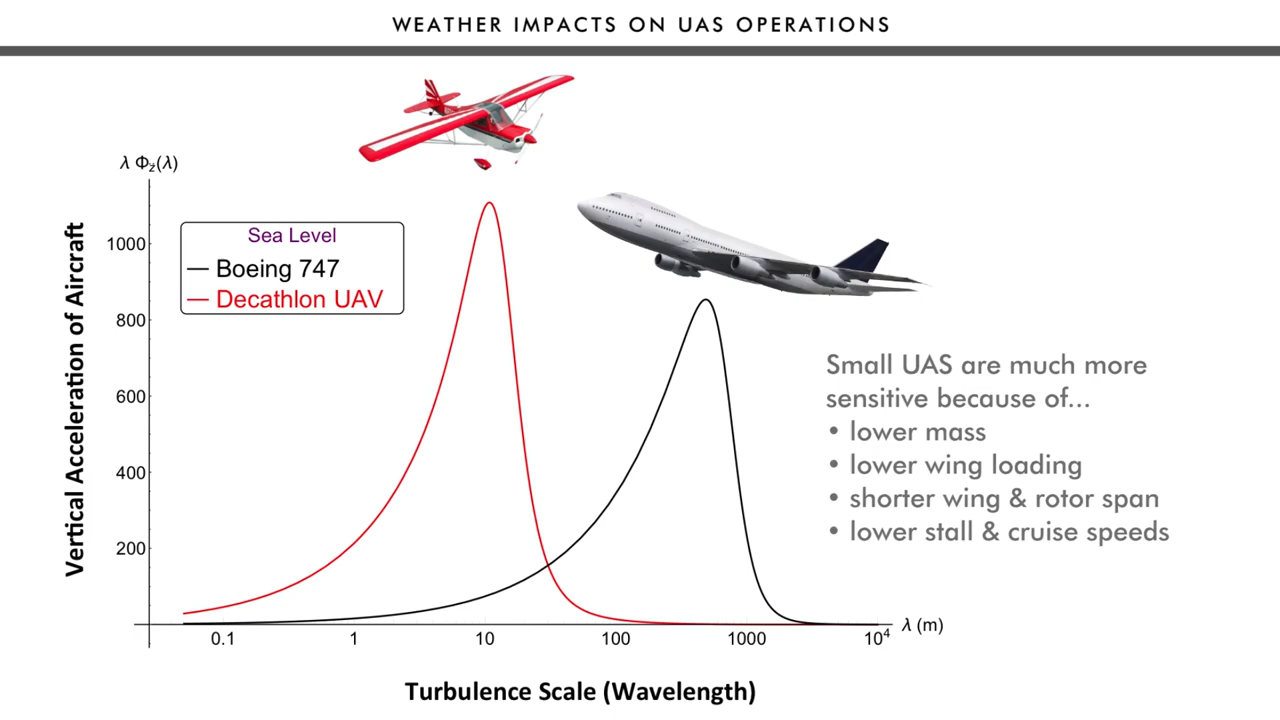 WEATHER IMPACTS ON UAS OPERATIONS
λ Φz̈(λ)
Vertical Acceleration of Aircraft
1000
800
600
400
200
Sea Level
Boeing 747
Decathlon UAV
Small UAS are much more
sensitive because of...
• lower mass
• lower wing loading
• shorter wing & rotor span
• lower stall & cruise speeds
0.1 1 10 100 1000 10⁴ λ (m)
Turbulence Scale (Wavelength)